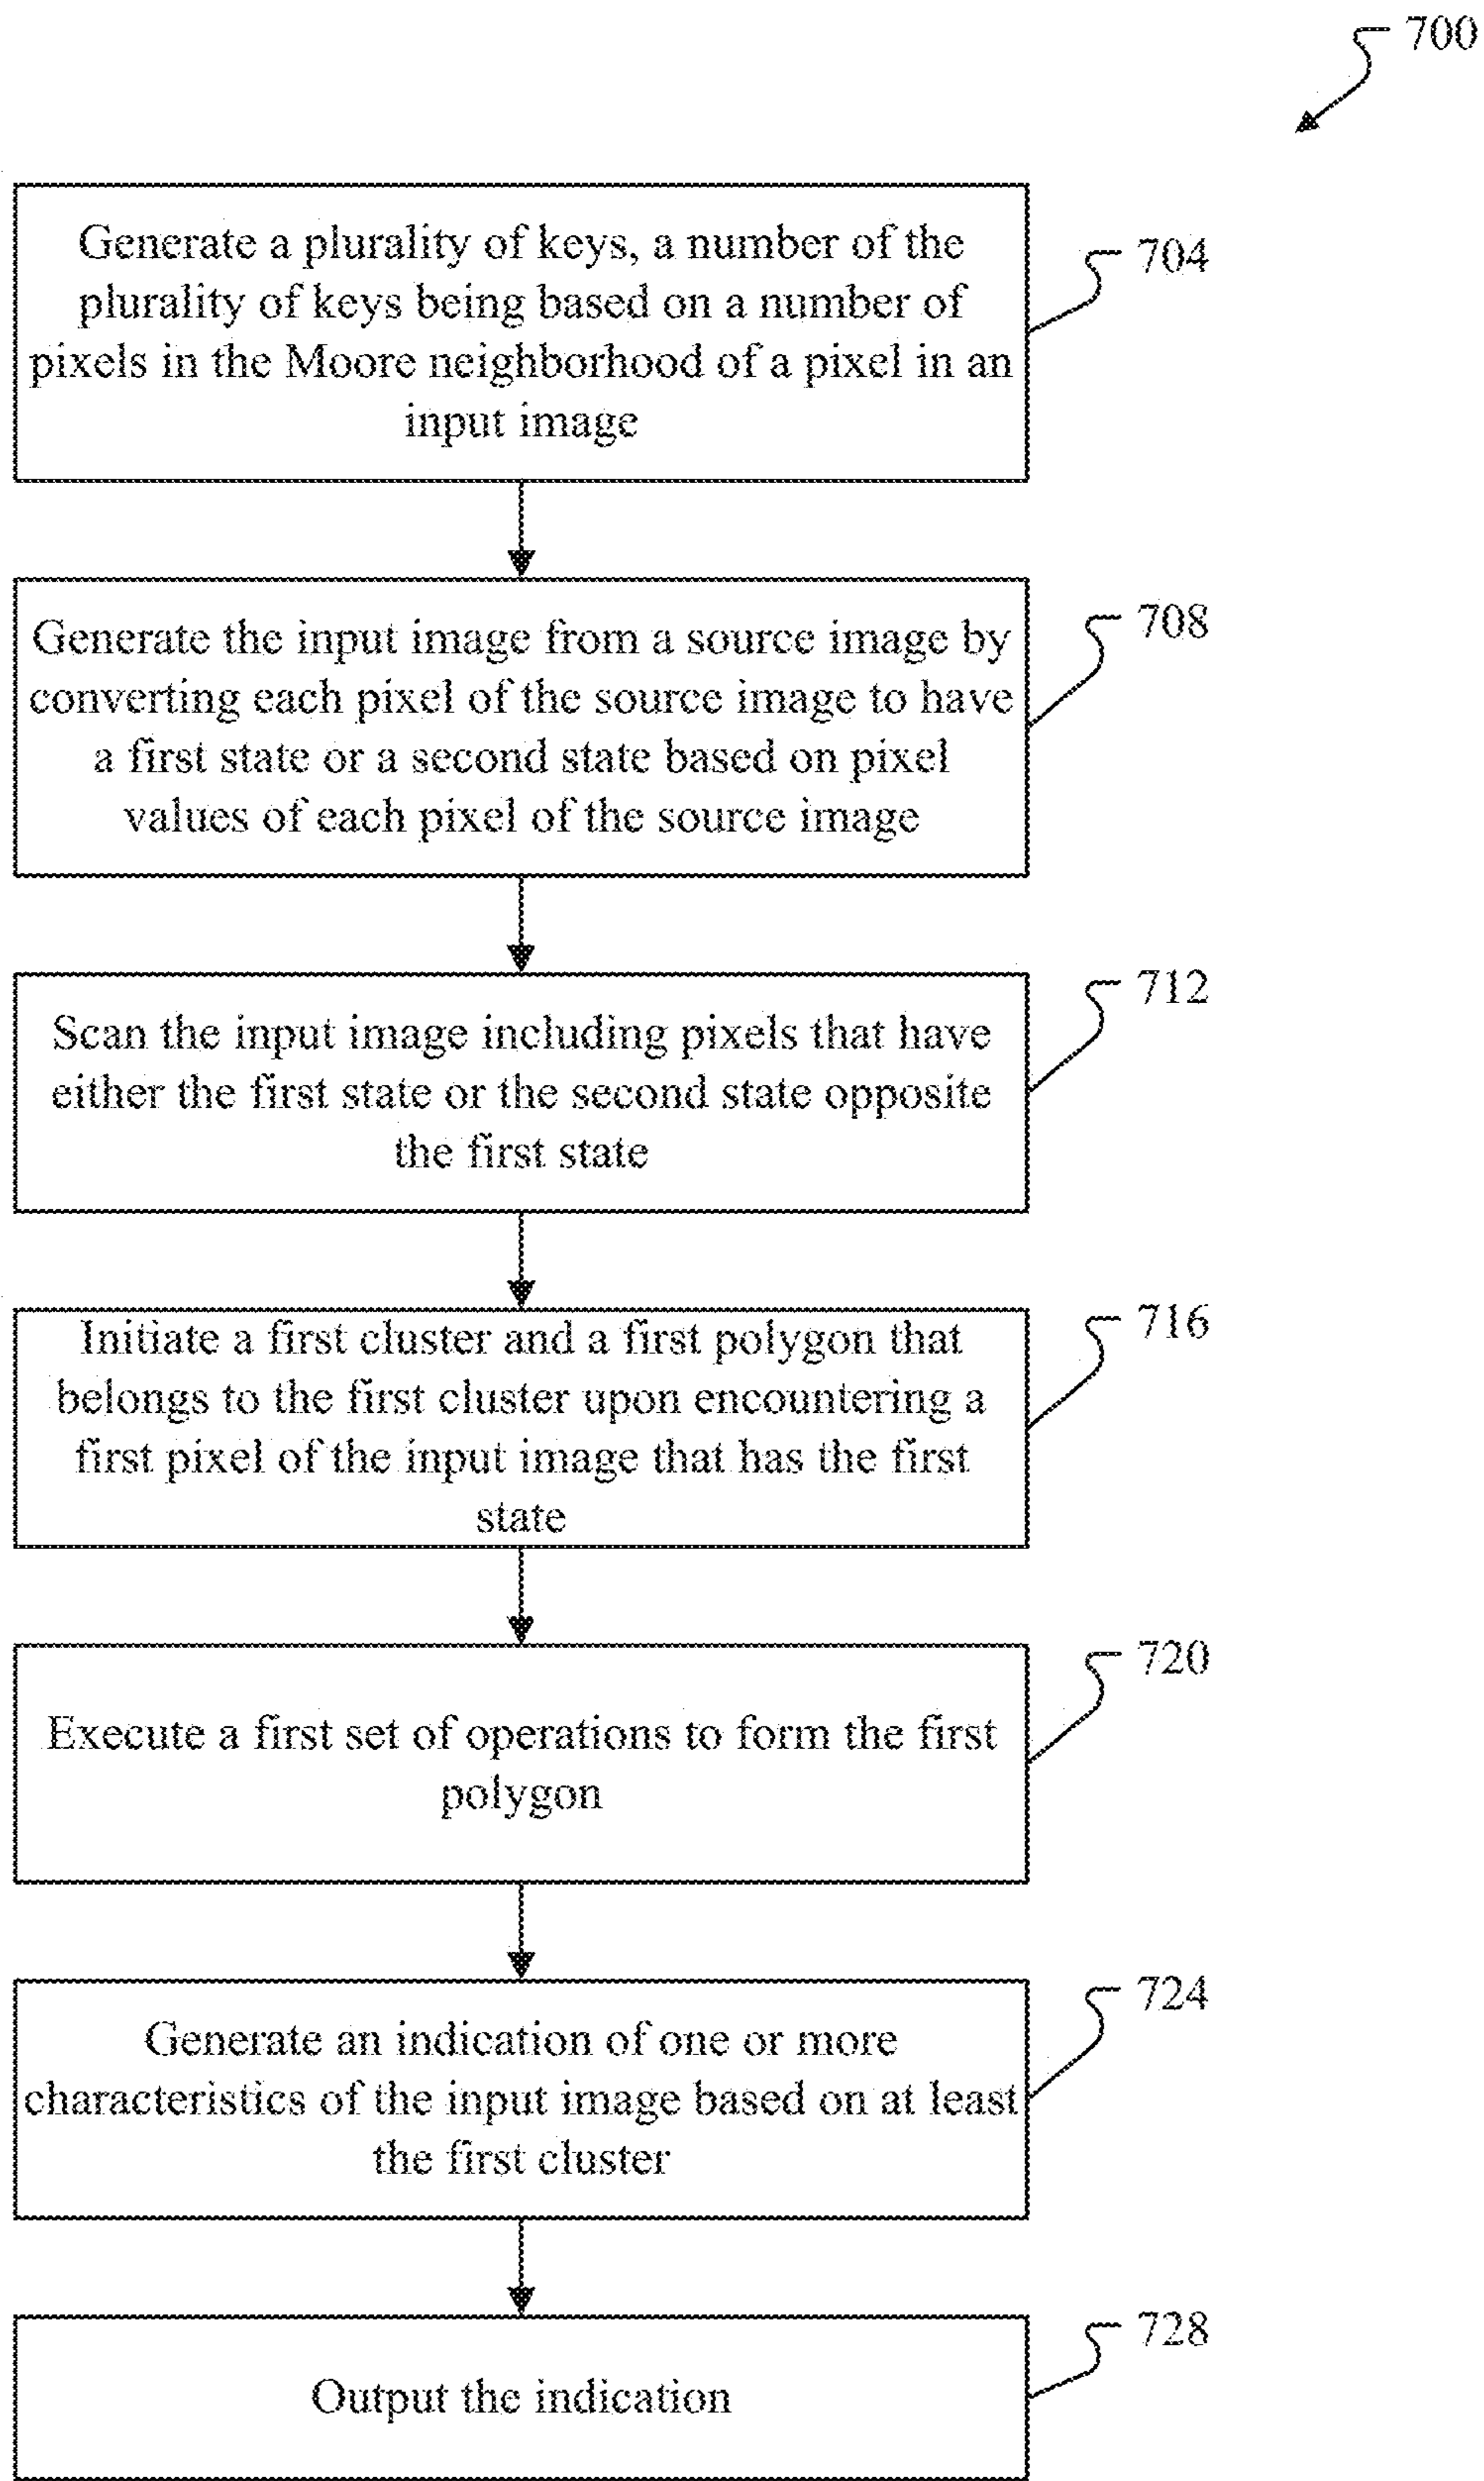 700
Generate a plurality of keys, a number of the
plurality of keys being based on a number of
pixels in the Moore neighborhood of a pixel in an
input image
704
Generate the input image from a source image by
converting each pixel of the source image to have
a first state or a second state based on pixel
values of each pixel of the source image
708
Scan the input image including pixels that have
either the first state or the second state opposite
the first state
712
Initiate a first cluster and a first polygon that
belongs to the first cluster upon encountering a
first pixel of the input image that has the first
state
716
Execute a first set of operations to form the first
polygon
720
Generate an indication of one or more
characteristics of the input image based on at least
the first cluster
724
Output the indication
728